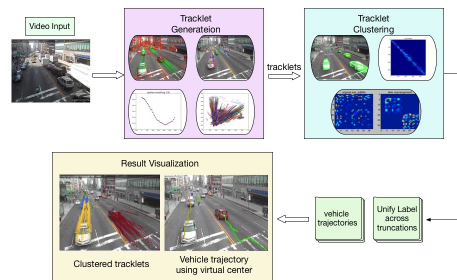 Video Input
Tracklet
Generateion
tracklets
Tracklet
Clustering
Result Visualization
Clustered tracklets
Vehicle trajectory
using virtual center
vehicle
trajectories
Unify Label
across
truncations